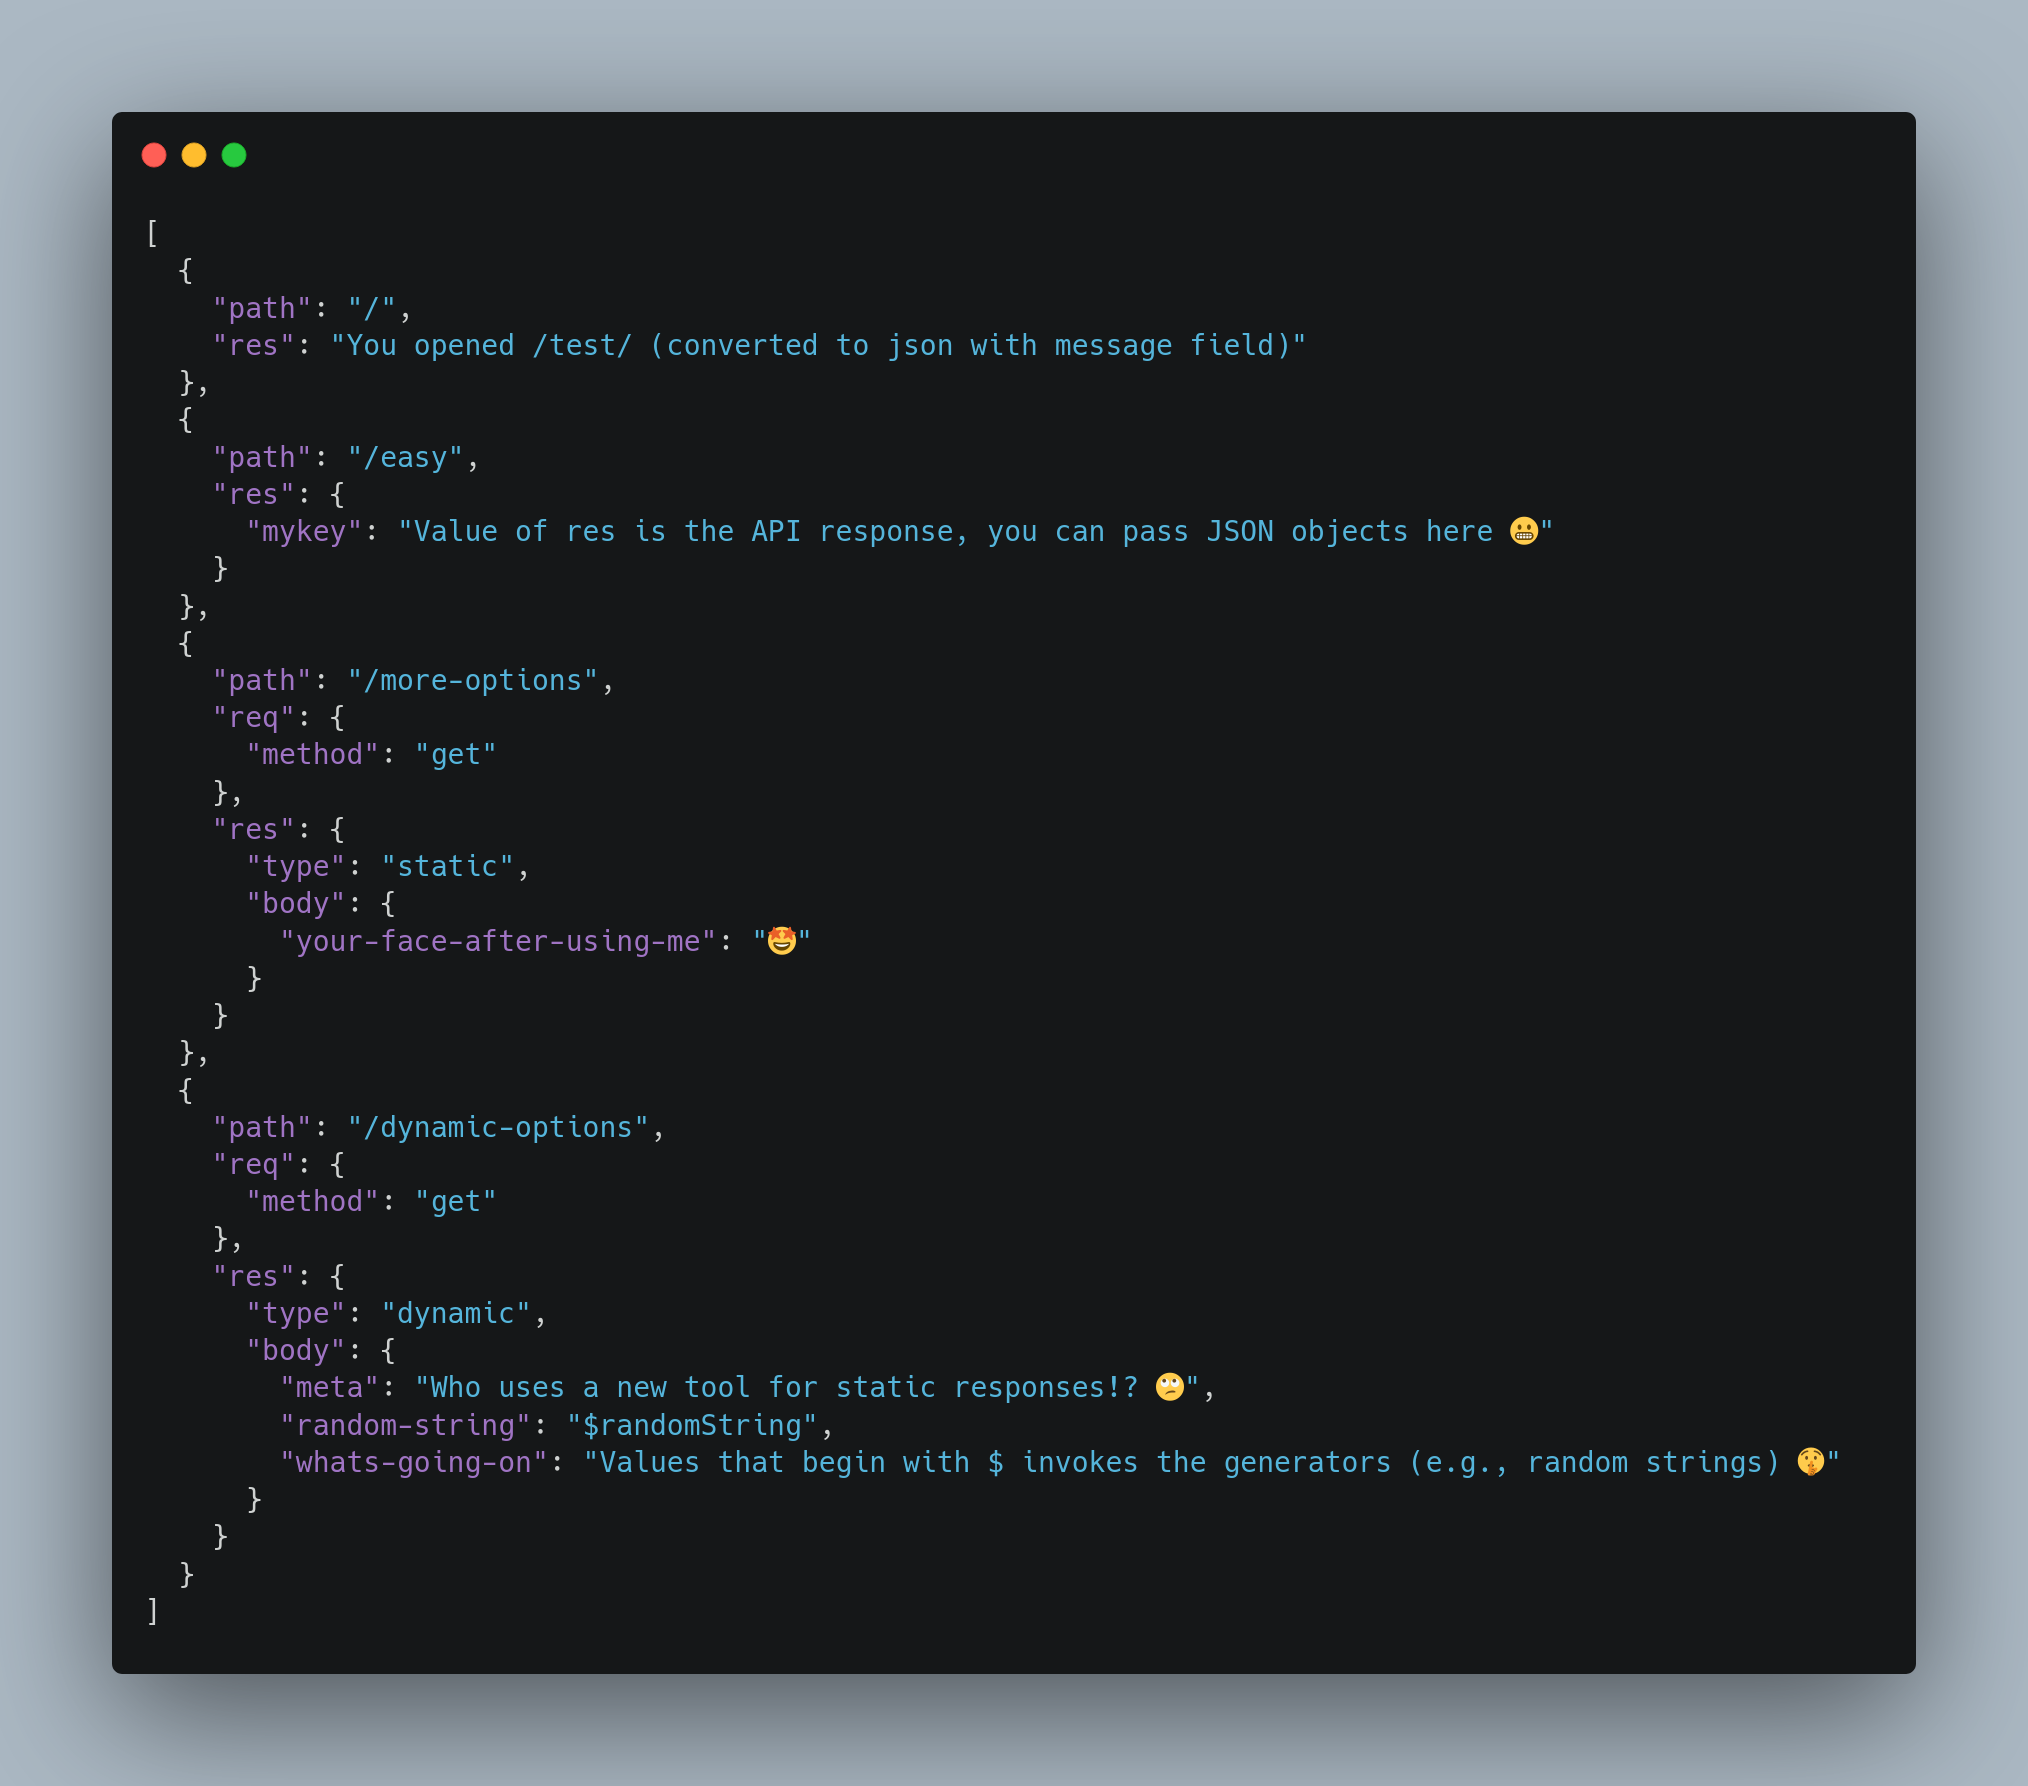 [
  {
    "path": "/",
    "res": "You opened /test/ (converted to json with message field)"
  },
  {
    "path": "/easy",
    "res": {
      "mykey": "Value of res is the API response, you can pass JSON objects here 😬"
    }
  },
  {
    "path": "/more-options",
    "req": {
      "method": "get"
    },
    "res": {
      "type": "static",
      "body": {
        "your-face-after-using-me": "🤩"
      }
    }
  },
  {
    "path": "/dynamic-options",
    "req": {
      "method": "get"
    },
    "res": {
      "type": "dynamic",
      "body": {
        "meta": "Who uses a new tool for static responses!? 🙄",
        "random-string": "$randomString",
        "whats-going-on": "Values that begin with $ invokes the generators (e.g., random strings) 🤫"
      }
    }
  }
]